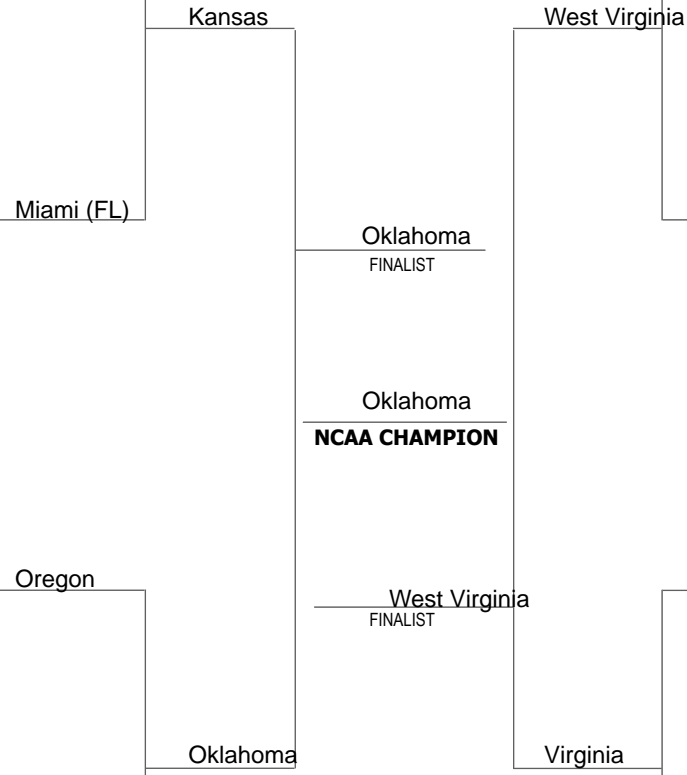 Kansas
West Virginia
Miami (FL)
Oklahoma
FINALIST
Oklahoma
NCAA CHAMPION
Oregon
West Virginia
FINALIST
Oklahoma
Virginia